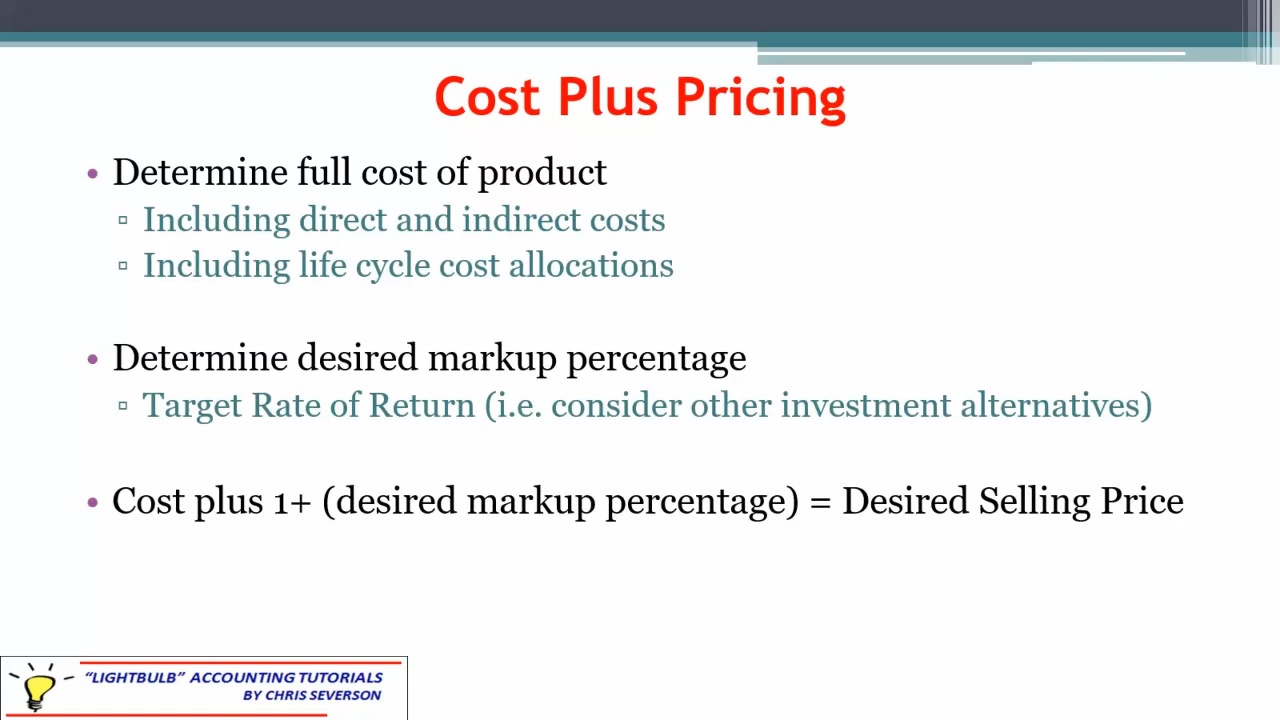 Cost Plus Pricing
• Determine full cost of product
▫ Including direct and indirect costs
▫ Including life cycle cost allocations
• Determine desired markup percentage
▫ Target Rate of Return (i.e. consider other investment alternatives)
• Cost plus 1+ (desired markup percentage) = Desired Selling Price
“LIGHTBULB” ACCOUNTING TUTORIALS
BY CHRIS SEVERSON